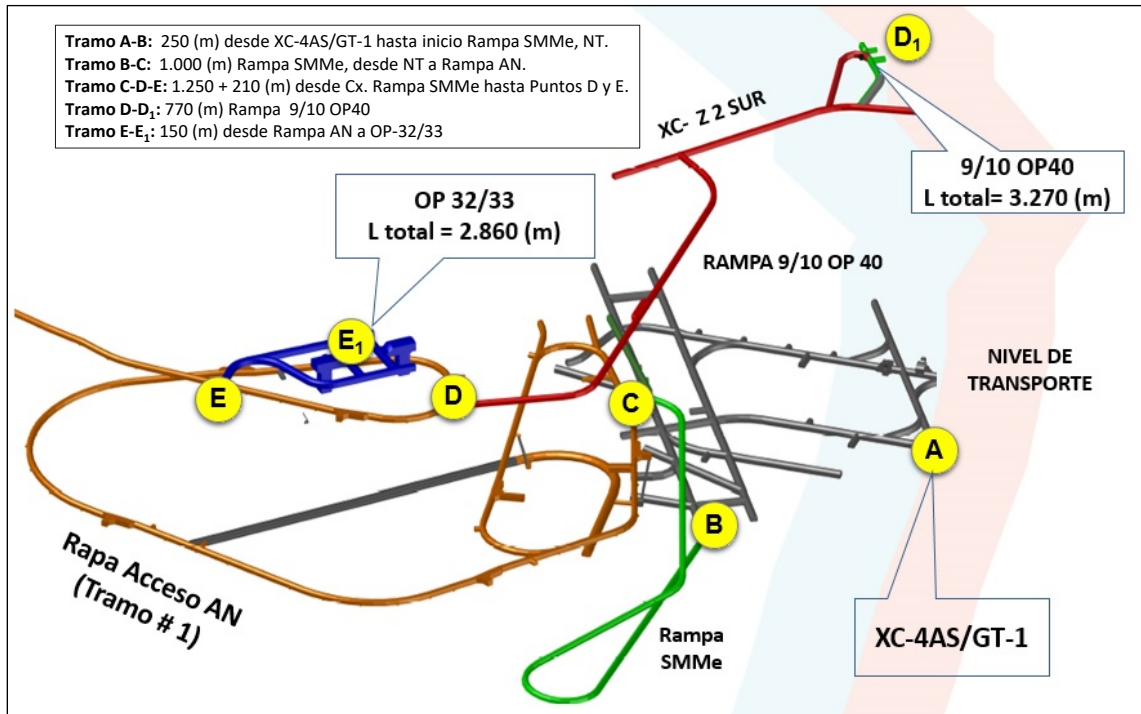 Tramo A-B: 250 (m) desde XC-4AS/GT-1 hasta inicio Rampa SMMe, NT.
Tramo B-C: 1.000 (m) Rampa SMMe, desde NT a Rampa AN.
Tramo C-D-E: 1.250 + 210 (m) desde Cx. Rampa SMMe hasta Puntos D y E.
Tramo D-D₁: 770 (m) Rampa 9/10 OP40
Tramo E-E₁: 150 (m) desde Rampa AN a OP-32/33
D₁
XC- Z 2 SUR
9/10 OP40
L total= 3.270 (m)
OP 32/33
L total = 2.860 (m)
RAMPA 9/10 OP 40
E₁
NIVEL DE
TRANSPORTE
E
D
C
A
B
Rapa Acceso AN
(Tramo # 1)
Rampa
SMMe
XC-4AS/GT-1